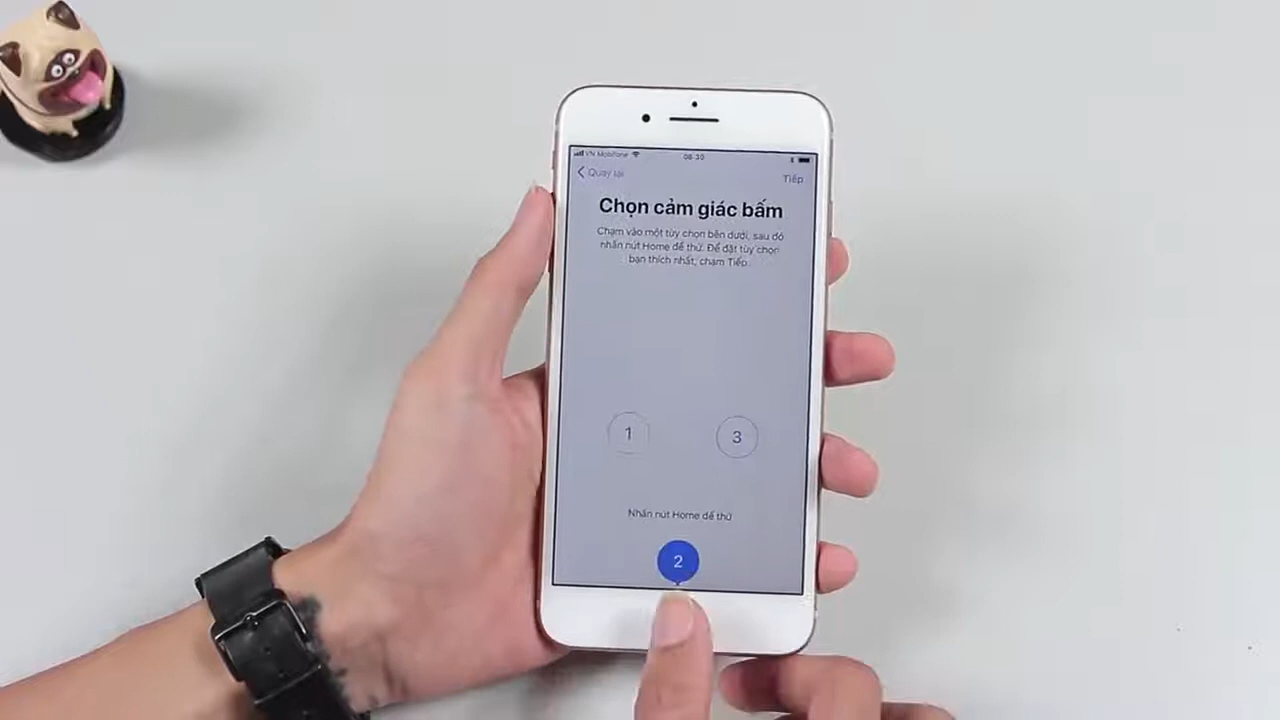 VN Mobifone
08:30
Quay lại
Tiếp
Chọn cảm giác bấm
Chạm vào một tùy chọn bên dưới, sau đó
nhấn nút Home để thử. Để đặt tùy chọn
bạn thích nhất, chạm Tiếp.
1
3
Nhấn nút Home để thử
2